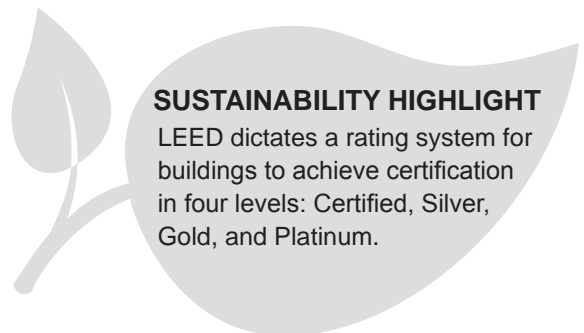 SUSTAINABILITY HIGHLIGHT
LEED dictates a rating system for
buildings to achieve certification
in four levels: Certified, Silver,
Gold, and Platinum.